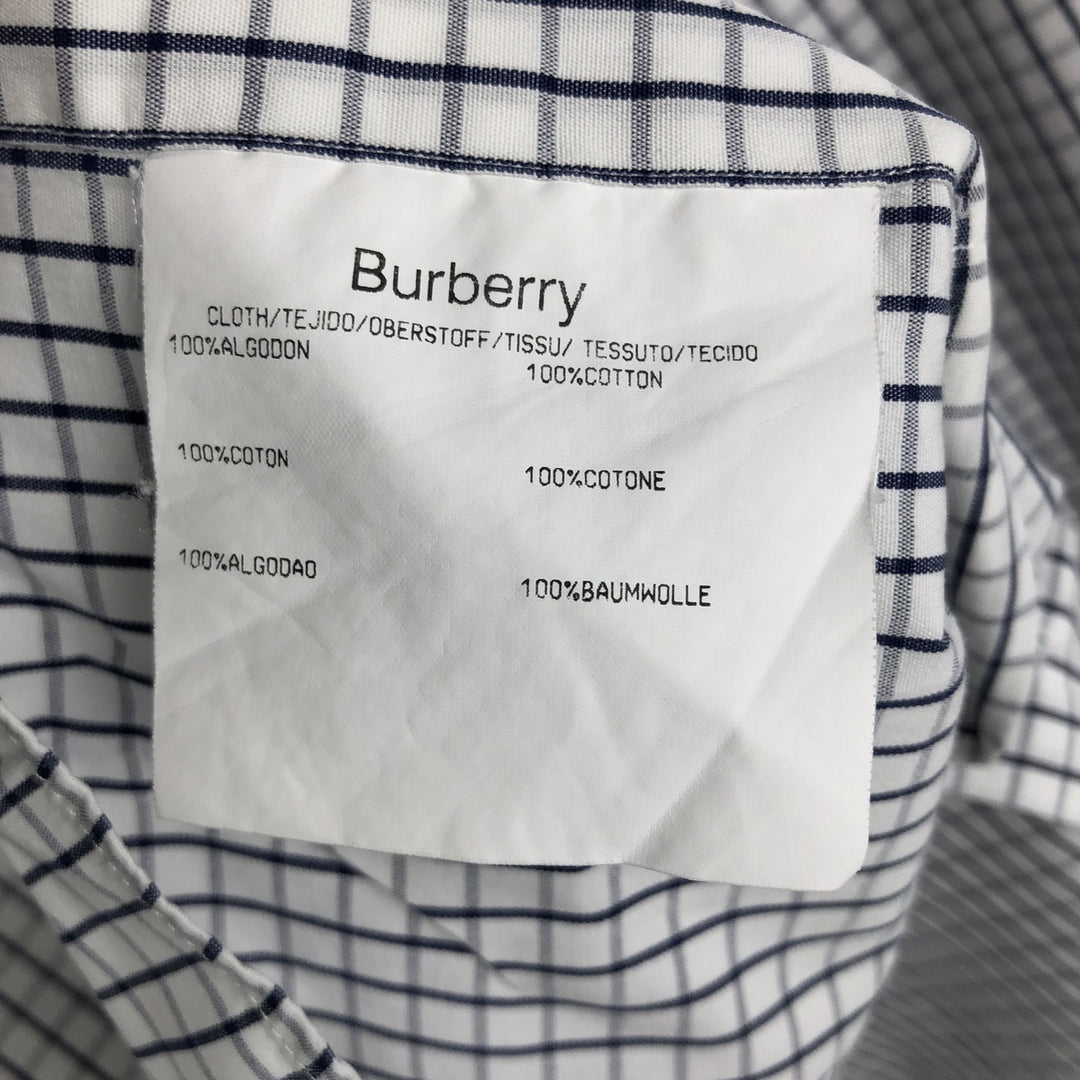 Burberry
CLOTH/TEJIDO/OBERSTOFF/TISSU/ TESSUTO/TECIDO
100%ALGODON
100%COTTON
100%COTON
100%COTONE
100%ALGODAO
100%BAUMWOLLE